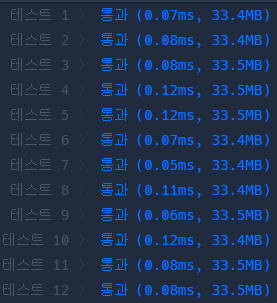 테스트 1 〉 통과 (0.07ms, 33.4MB)
테스트 2 〉 통과 (0.08ms, 33.4MB)
테스트 3 〉 통과 (0.08ms, 33.5MB)
테스트 4 〉 통과 (0.12ms, 33.5MB)
테스트 5 〉 통과 (0.12ms, 33.5MB)
테스트 6 〉 통과 (0.07ms, 33.4MB)
테스트 7 〉 통과 (0.05ms, 33.4MB)
테스트 8 〉 통과 (0.11ms, 33.4MB)
테스트 9 〉 통과 (0.06ms, 33.5MB)
테스트 10 〉 통과 (0.12ms, 33.4MB)
테스트 11 〉 통과 (0.08ms, 33.5MB)
테스트 12 〉 통과 (0.08ms, 33.5MB)